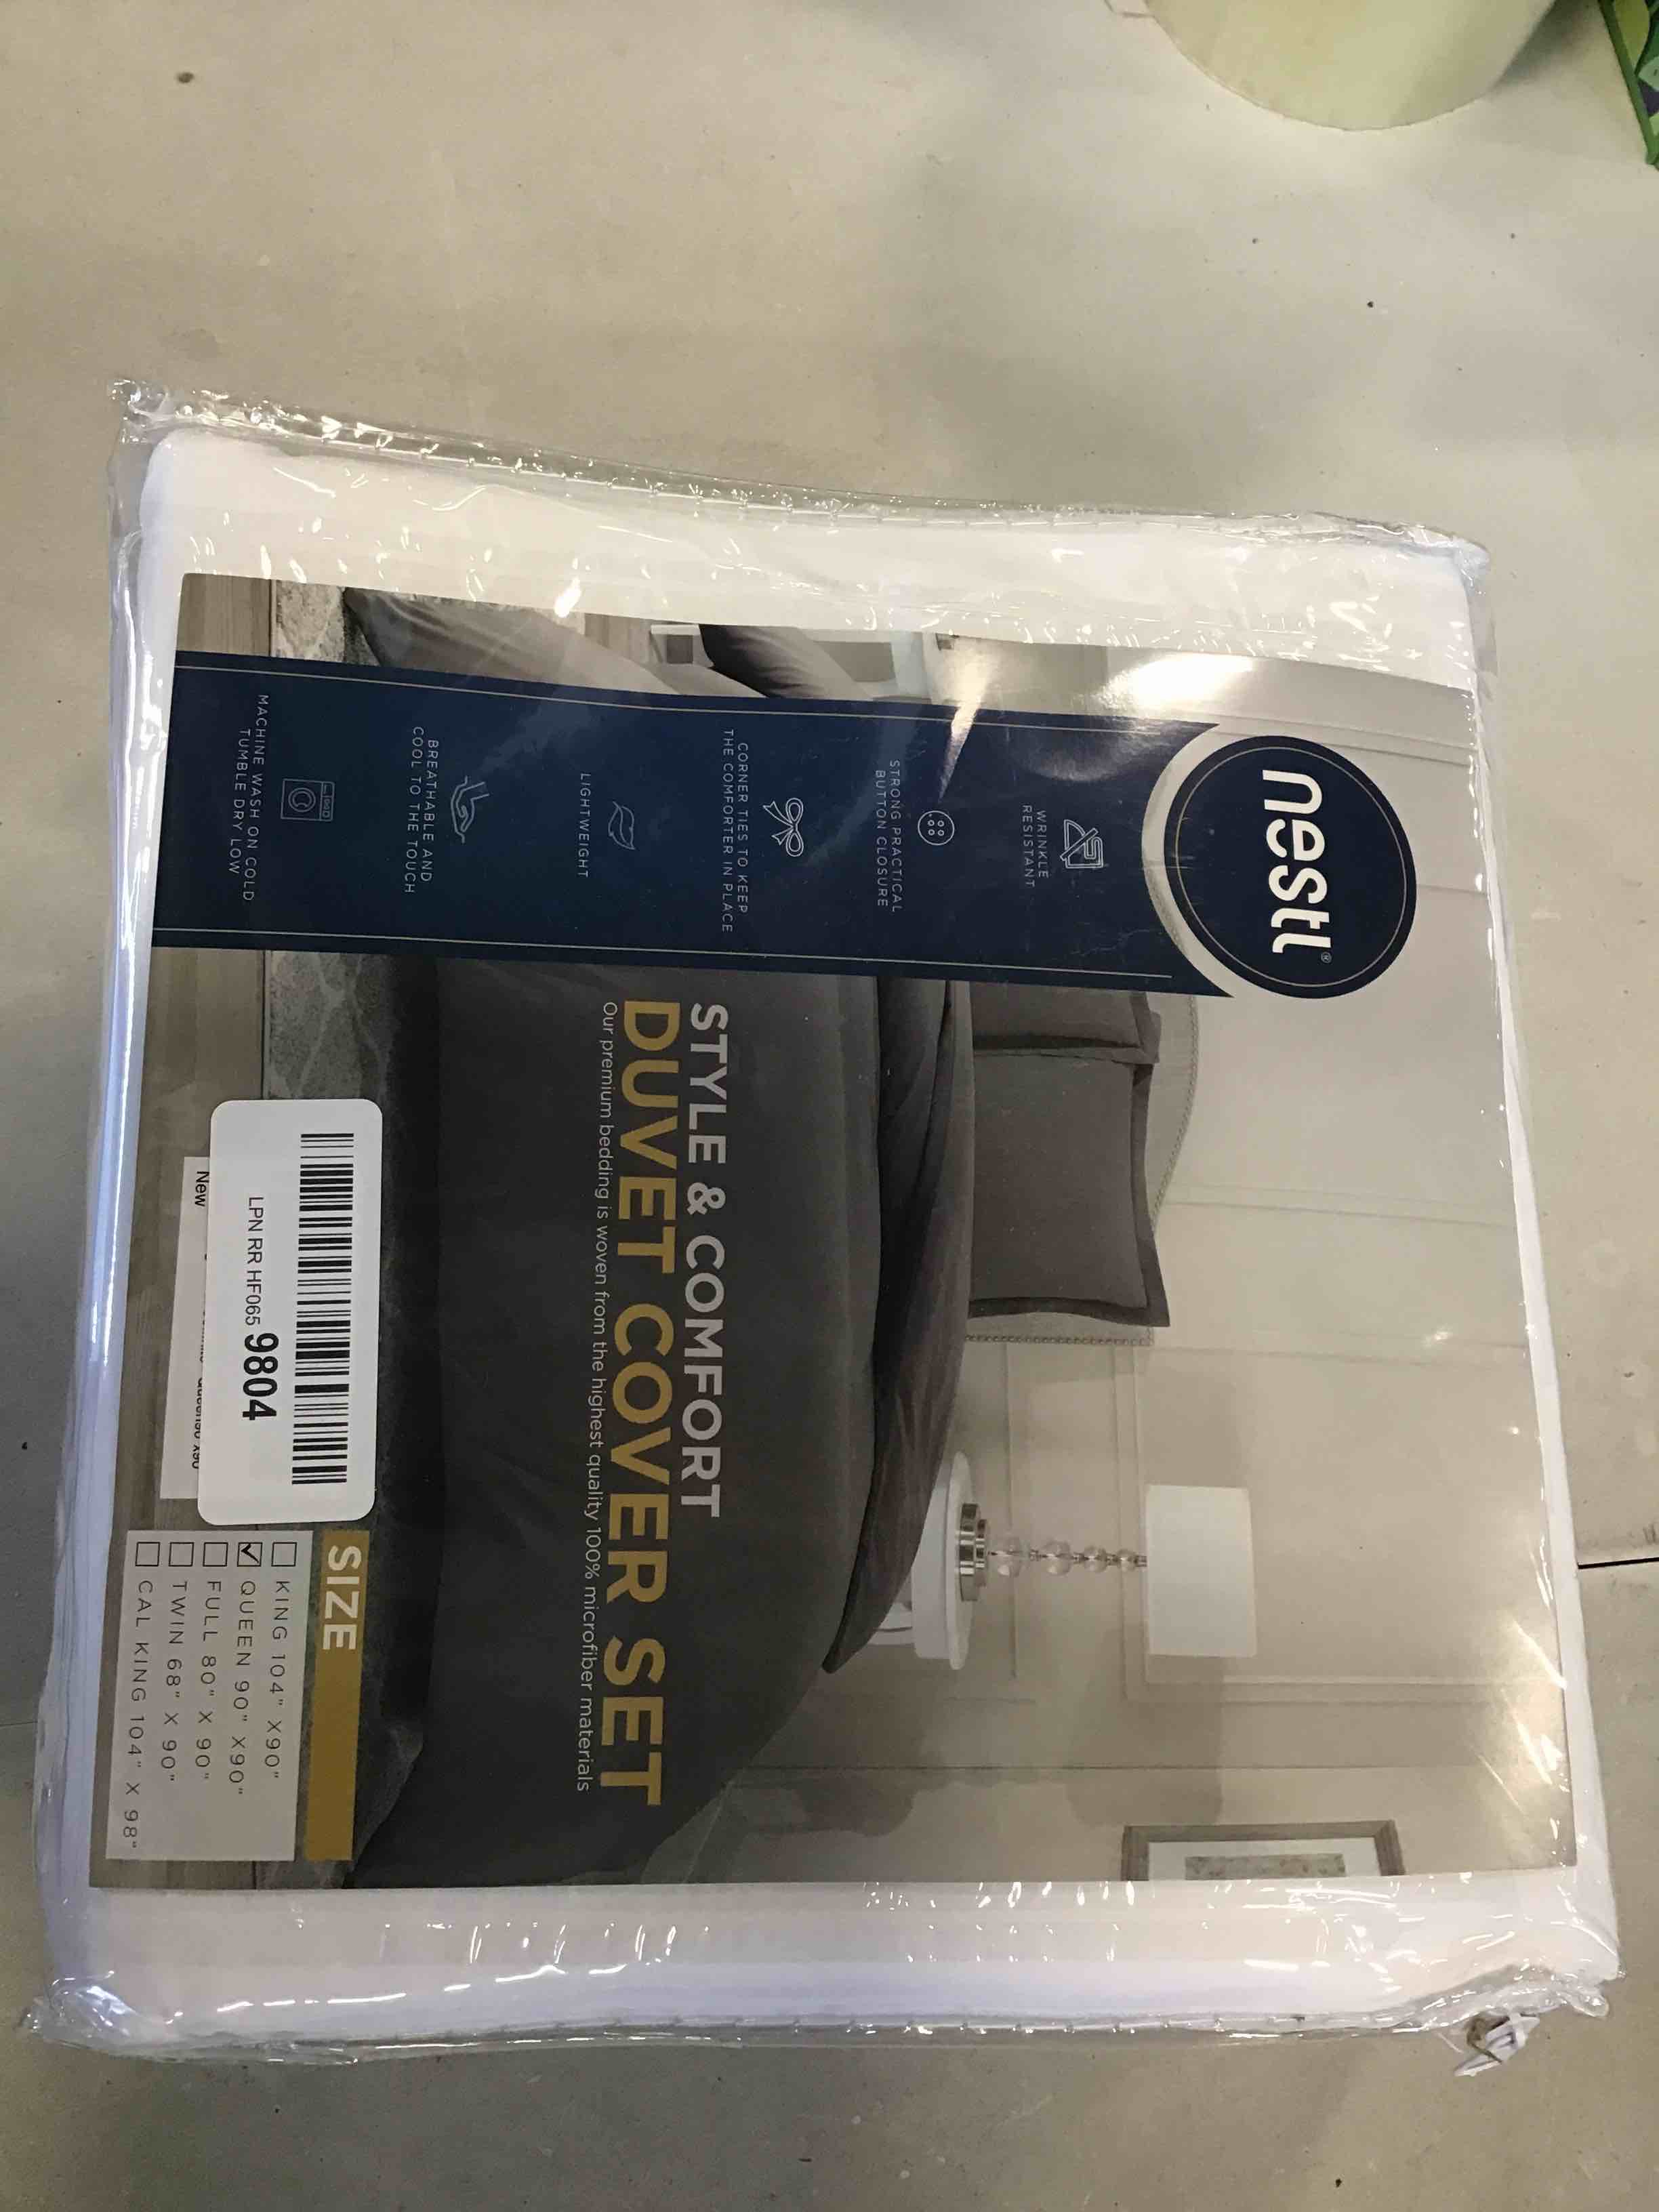 nestl®
WRINKLE
RESISTANT
STRONG PRACTICAL
BUTTON CLOSURE
CORNER TIES TO KEEP
THE COMFORTER IN PLACE
LIGHTWEIGHT
BREATHABLE AND
COOL TO THE TOUCH
MACHINE WASH ON COLD
TUMBLE DRY LOW
STYLE & COMFORT
DUVET COVER SET
Our premium bedding is woven from the highest quality 100% microfiber materials
LPN RR HF065 9804
New
SIZE
KING 104" X90"
QUEEN 90" X90"
FULL 80" X 90"
TWIN 68" X 90"
CAL KING 104" X 98"